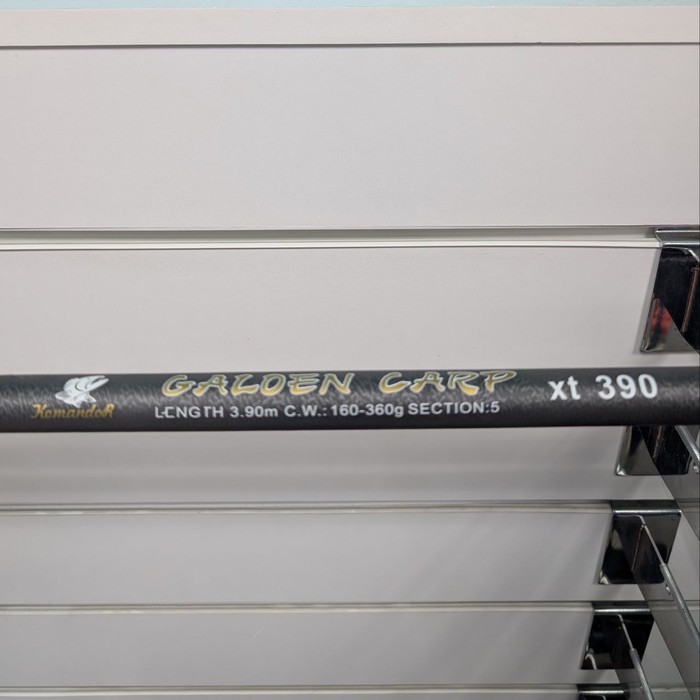 KomandoR
GALDEN CARP
xt 390
LENGTH 3.90m C.W.: 160-360g SECTION:5